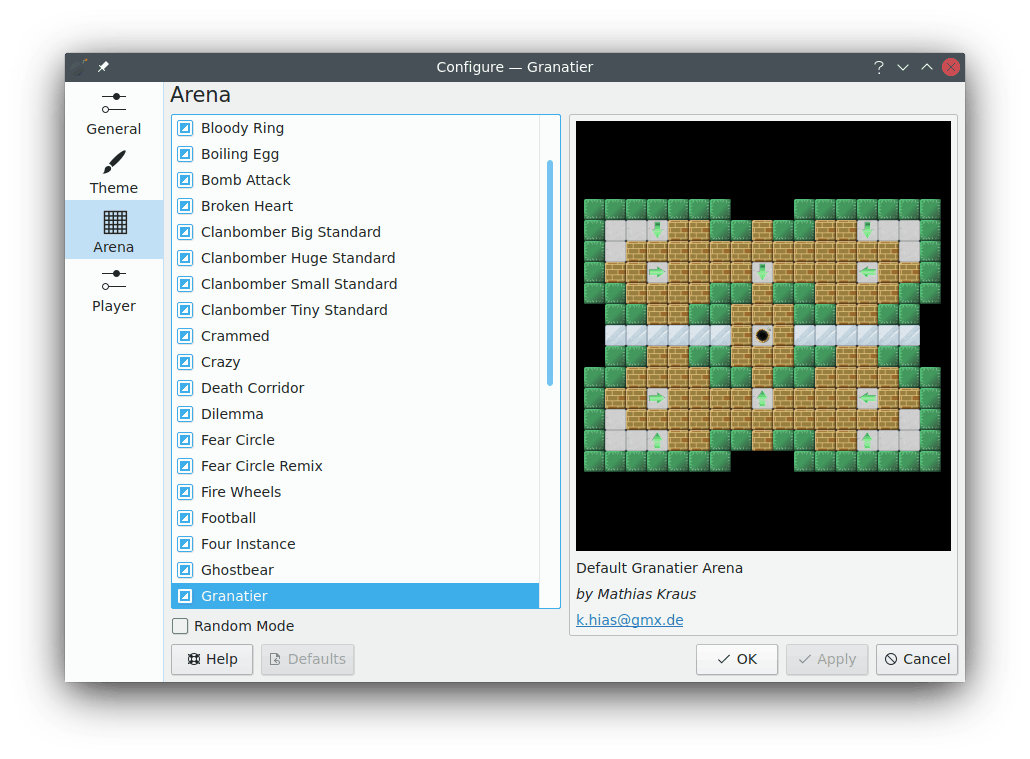 Configure — Granatier
?
General
Theme
Arena
Player
Arena
Bloody Ring
Boiling Egg
Bomb Attack
Broken Heart
Clanbomber Big Standard
Clanbomber Huge Standard
Clanbomber Small Standard
Clanbomber Tiny Standard
Crammed
Crazy
Death Corridor
Dilemma
Fear Circle
Fear Circle Remix
Fire Wheels
Football
Four Instance
Ghostbear
Granatier
Random Mode
Default Granatier Arena
by Mathias Kraus
k.hias@gmx.de
Help
Defaults
OK
Apply
Cancel